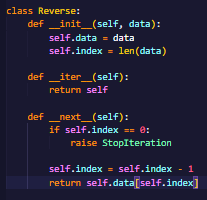 class Reverse:
    def __init__(self, data):
        self.data = data
        self.index = len(data)

    def __iter__(self):
        return self

    def __next__(self):
        if self.index == 0:
            raise StopIteration

        self.index = self.index - 1
        return self.data[self.index]